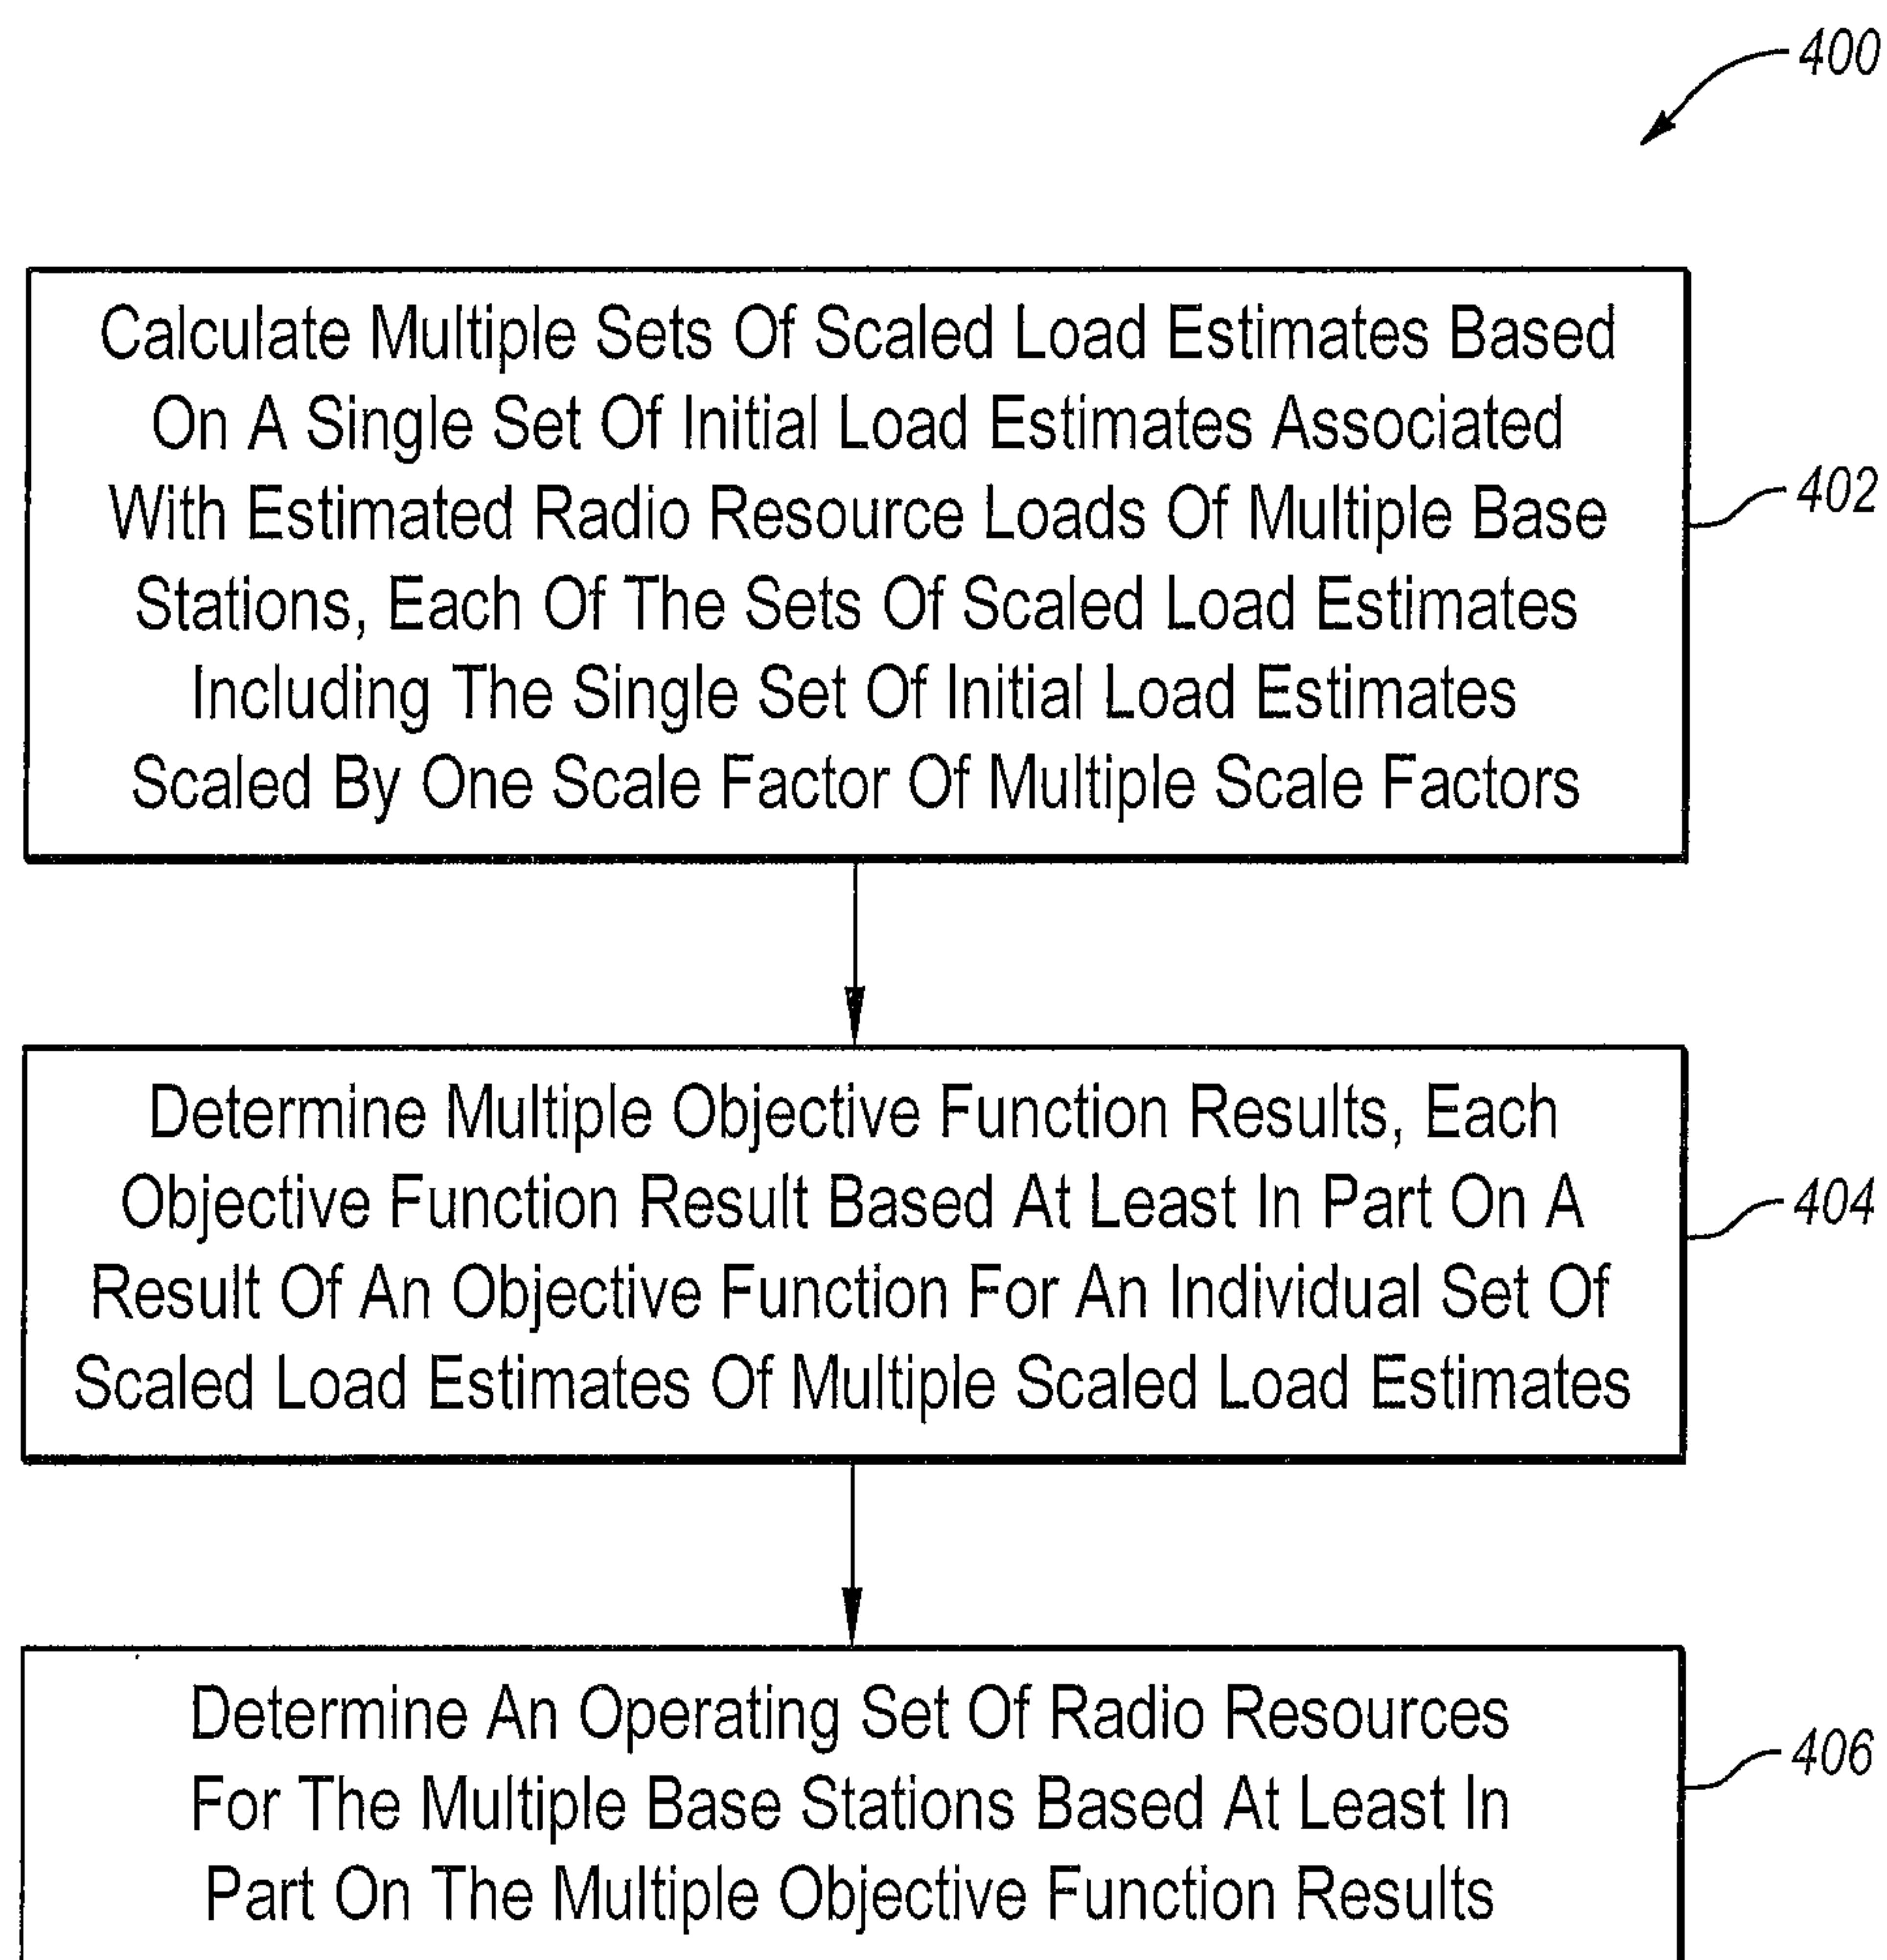 400
Calculate Multiple Sets Of Scaled Load Estimates Based
On A Single Set Of Initial Load Estimates Associated
With Estimated Radio Resource Loads Of Multiple Base
Stations, Each Of The Sets Of Scaled Load Estimates
Including The Single Set Of Initial Load Estimates
Scaled By One Scale Factor Of Multiple Scale Factors
402
Determine Multiple Objective Function Results, Each
Objective Function Result Based At Least In Part On A
Result Of An Objective Function For An Individual Set Of
Scaled Load Estimates Of Multiple Scaled Load Estimates
404
Determine An Operating Set Of Radio Resources
For The Multiple Base Stations Based At Least In
Part On The Multiple Objective Function Results
406